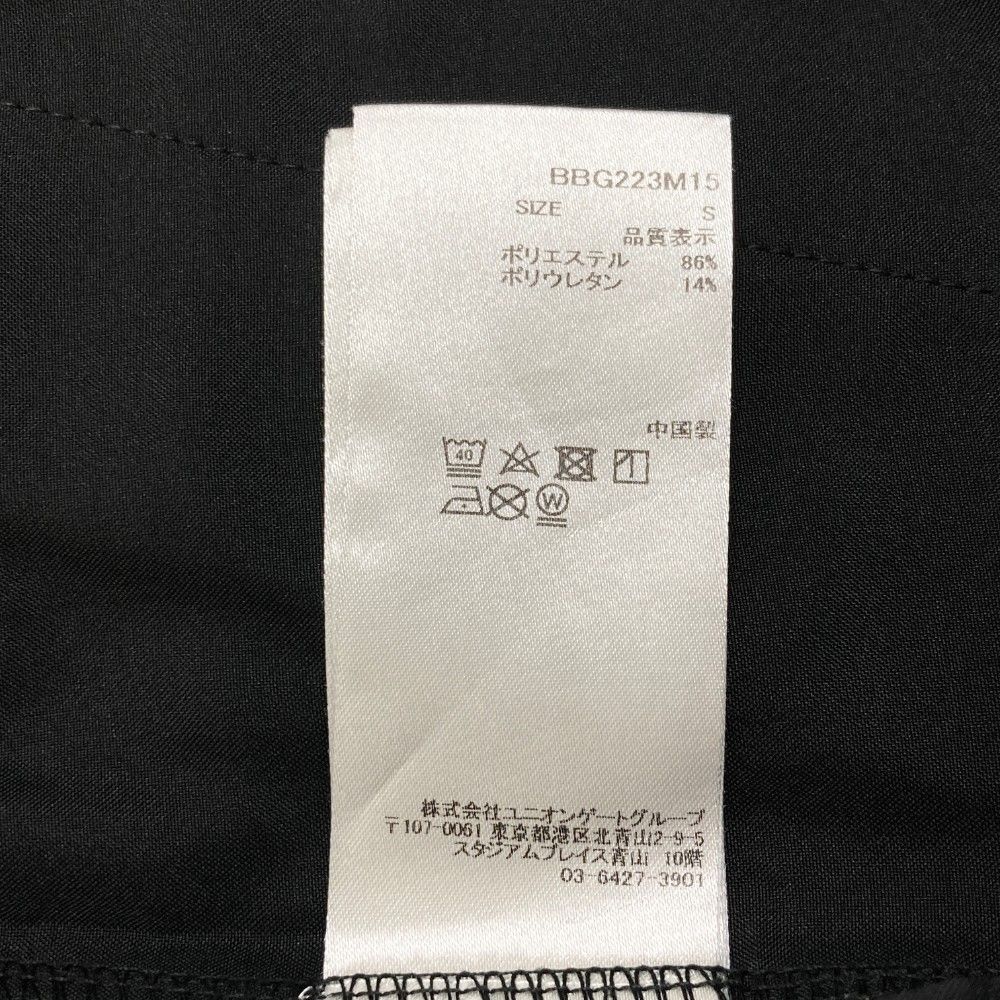 BBG223M15
SIZE S
品質表示
ポリエステル 86%
ポリウレタン 14%
中国製
40
W
株式会社ユニオンゲートグループ
〒107-0061 東京都港区北青山2-9-5
スタジアムプレイス青山 10階
03-6427-3901